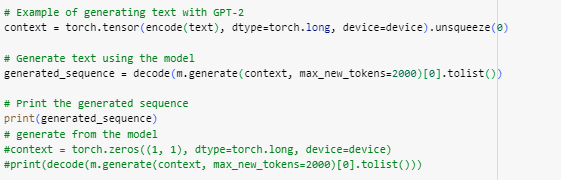 # Example of generating text with GPT-2
context = torch.tensor(encode(text), dtype=torch.long, device=device).unsqueeze(0)
# Generate text using the model
generated_sequence = decode(m.generate(context, max_new_tokens=2000)[0].tolist())
# Print the generated sequence
print(generated_sequence)
# generate from the model
#context = torch.zeros((1, 1), dtype=torch.long, device=device)
#print(decode(m.generate(context, max_new_tokens=2000)[0].tolist()))